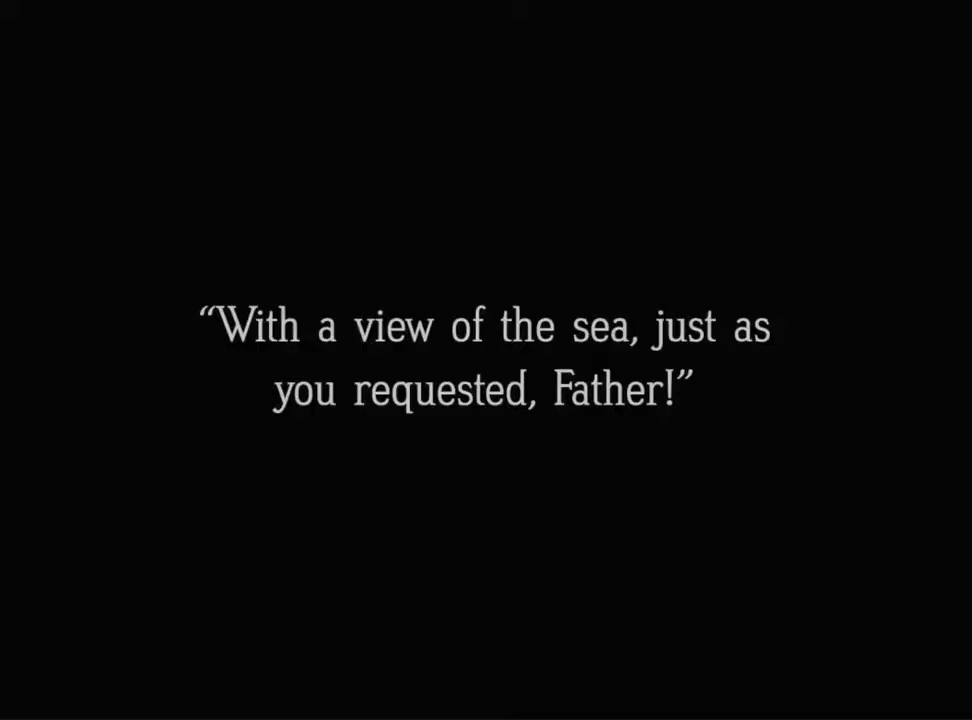 “With a view of the sea, just as
you requested, Father!”